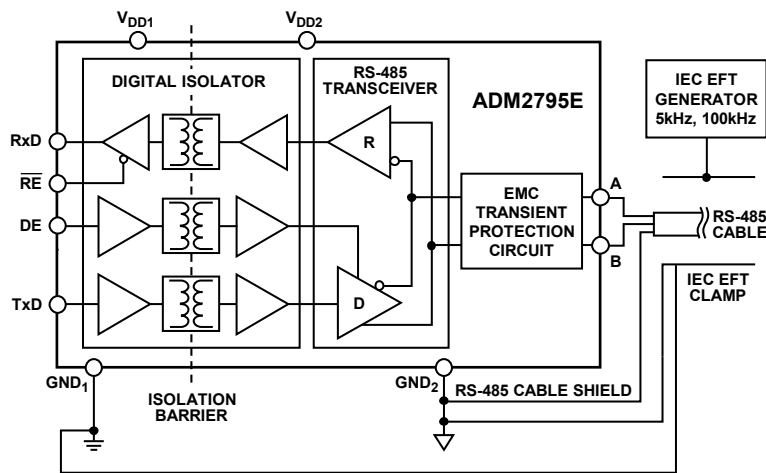 VDD1
VDD2
DIGITAL ISOLATOR
RS-485
TRANSCEIVER
ADM2795E
IEC EFT
GENERATOR
5kHz, 100kHz
RxD
RE
DE
TxD
R
D
EMC
TRANSIENT
PROTECTION
CIRCUIT
A
B
RS-485
CABLE
IEC EFT
CLAMP
GND1
ISOLATION
BARRIER
GND2
RS-485 CABLE SHIELD